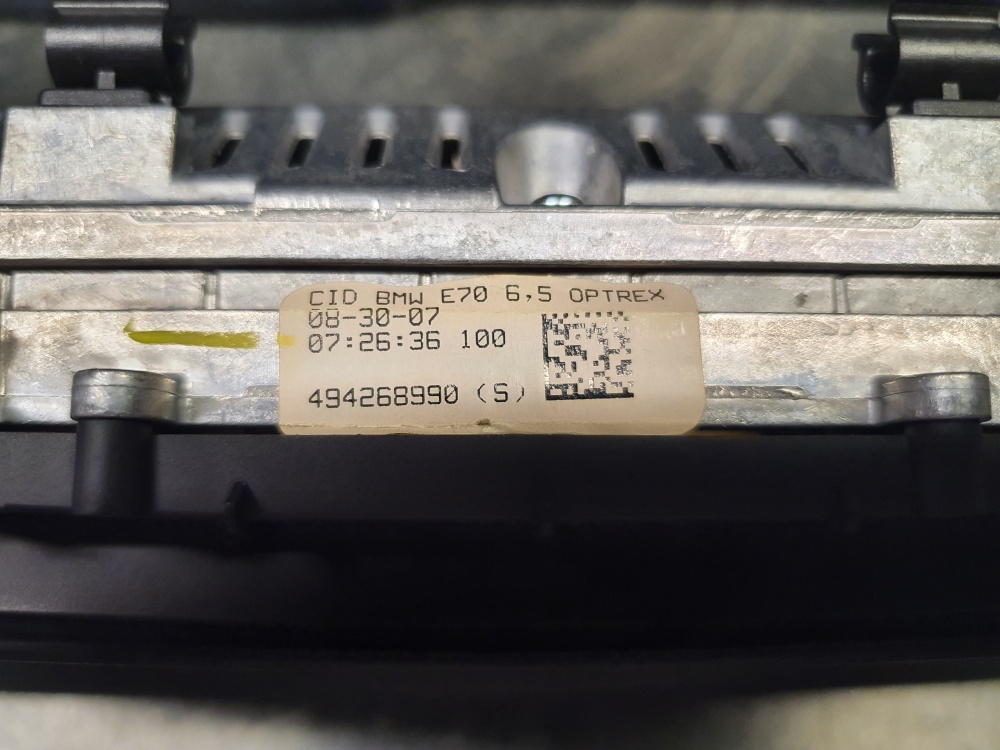 CID BMW E70 6,5 OPTREX
08-30-07
07:26:36 100
494268990 (S)